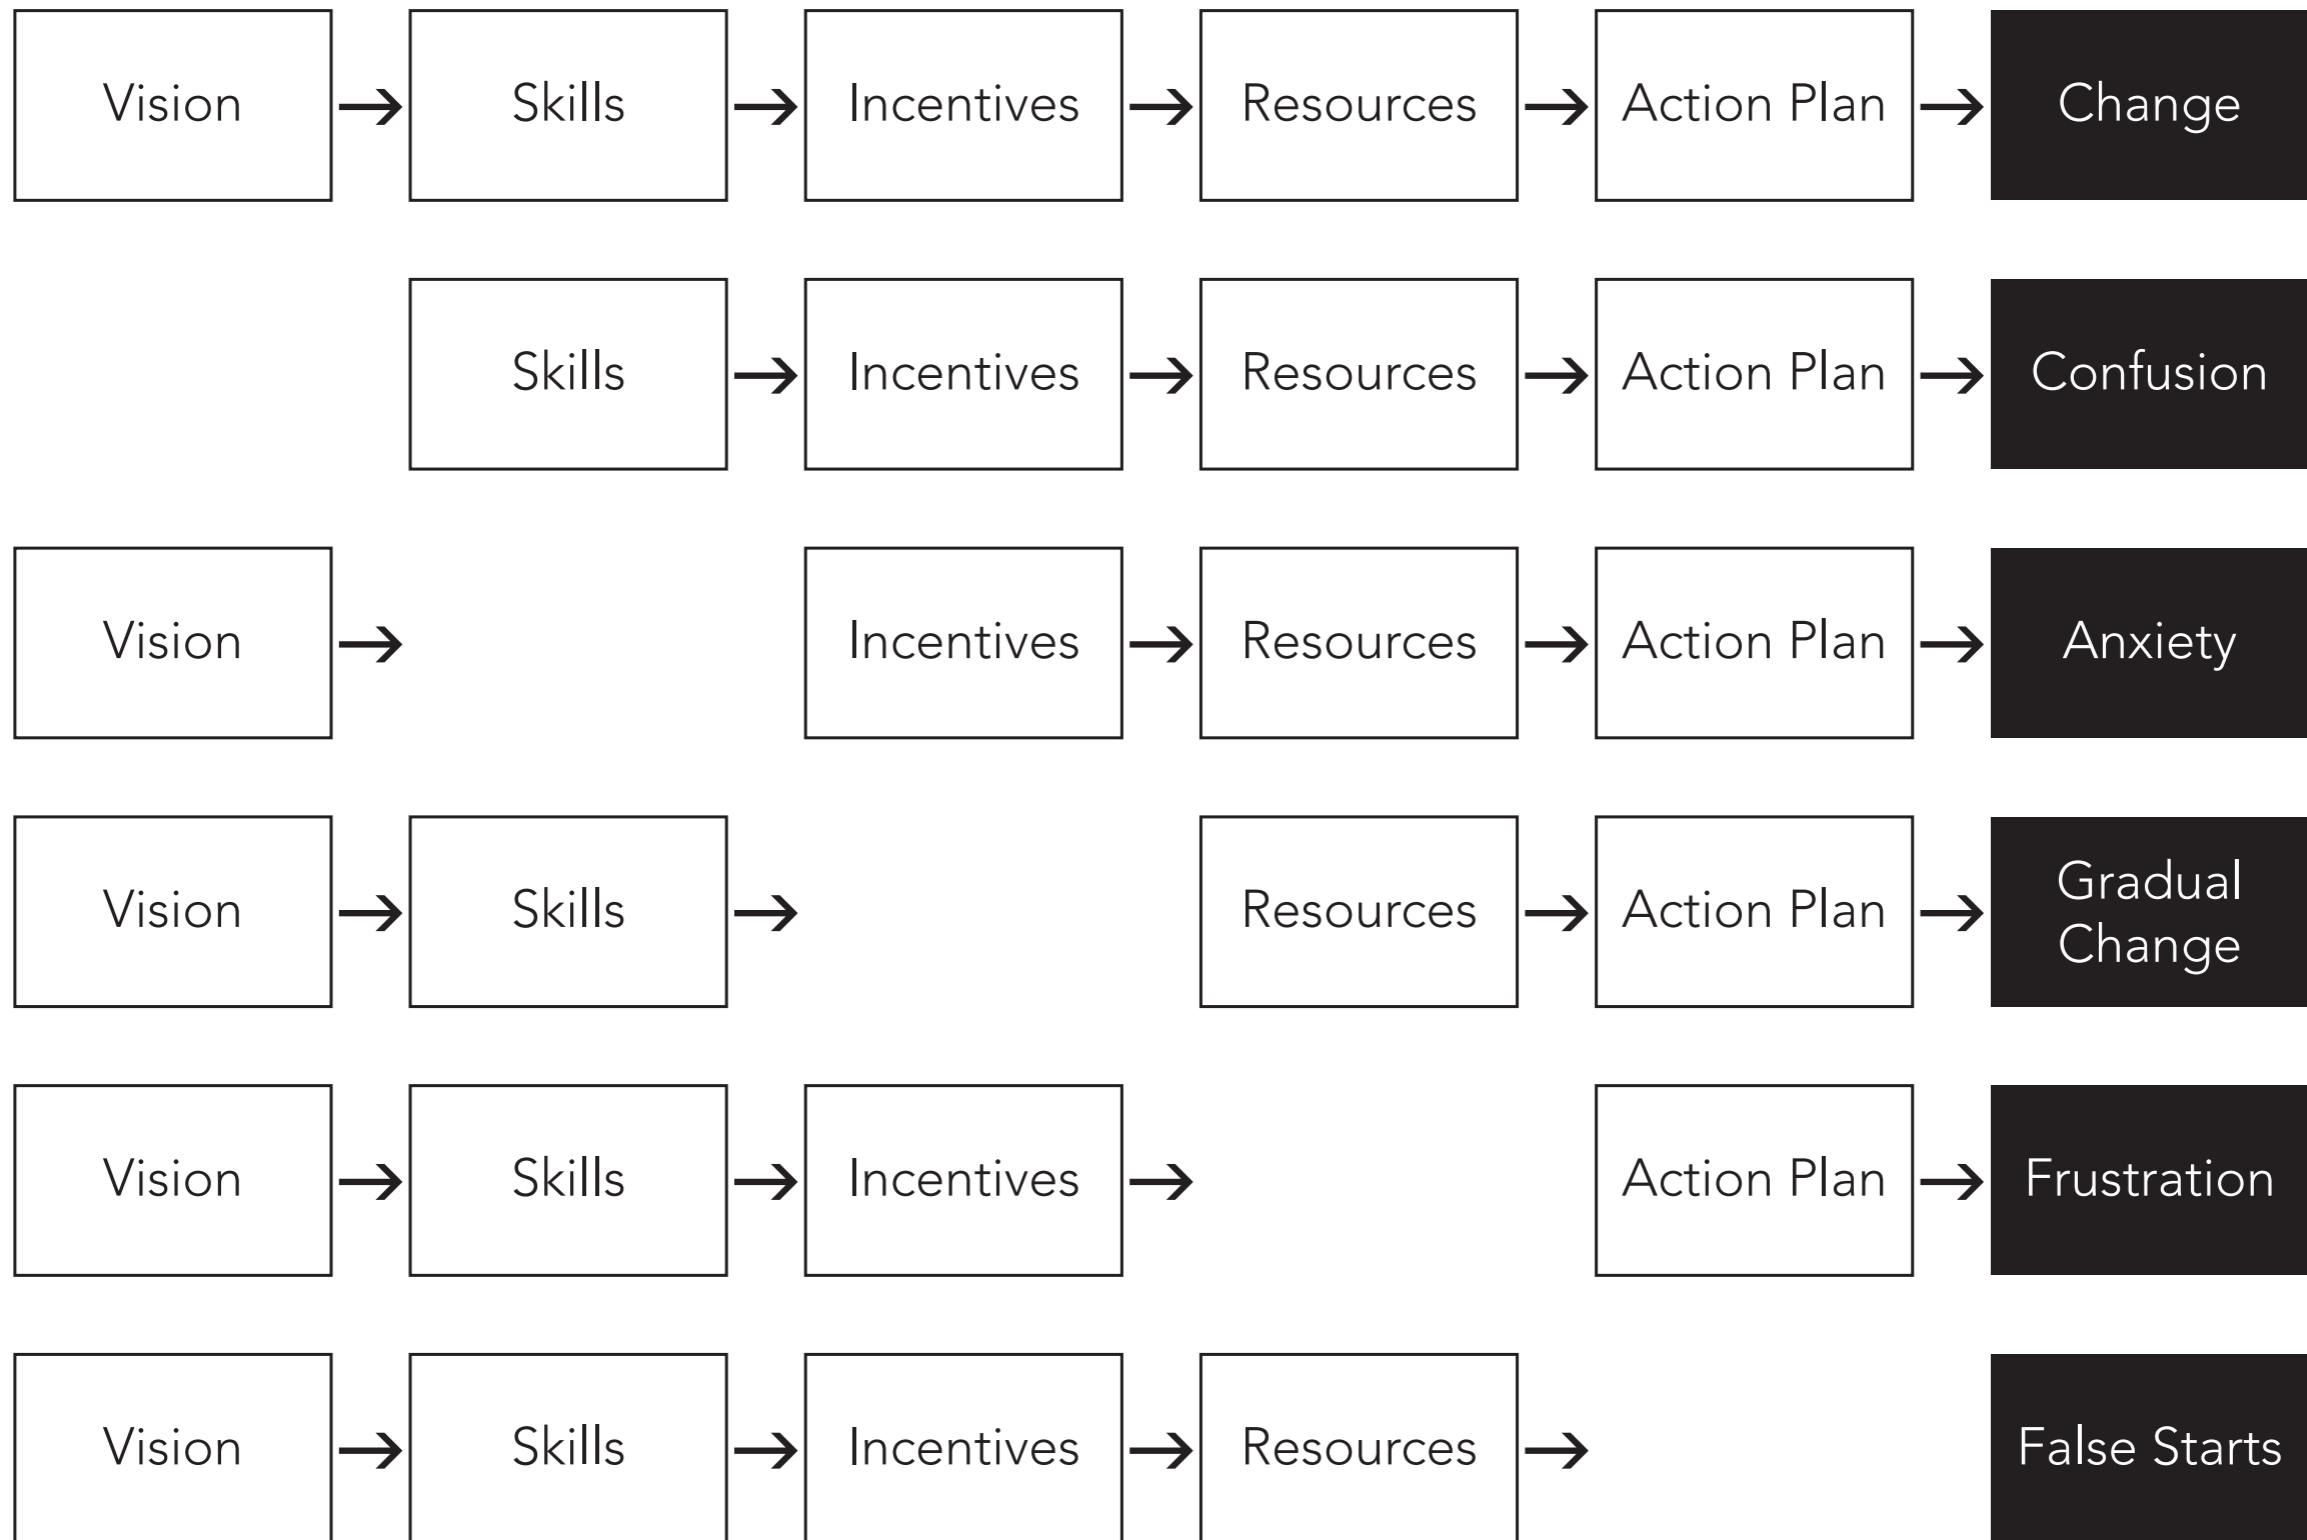 Vision → Skills → Incentives → Resources → Action Plan → Change
Skills → Incentives → Resources → Action Plan → Confusion
Vision → Incentives → Resources → Action Plan → Anxiety
Vision → Skills → Resources → Action Plan → Gradual
Change
Vision → Skills → Incentives → Action Plan → Frustration
Vision → Skills → Incentives → Resources → False Starts